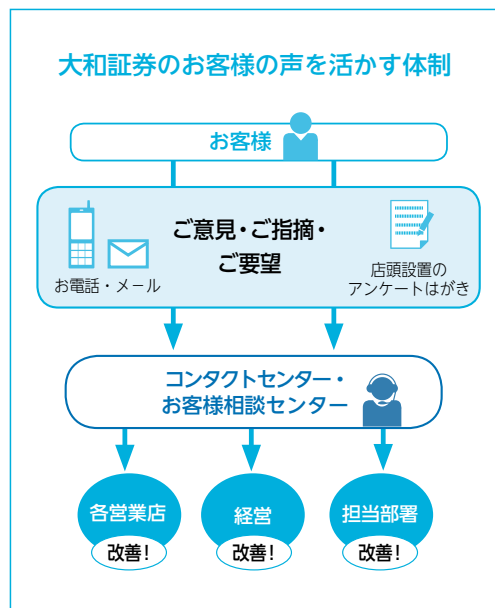 大和証券のお客様の声を活かす体制
お客様
ご意見・ご指摘・
ご要望
お電話・メール
店頭設置の
アンケートはがき
コンタクトセンター・
お客様相談センター
各営業店
経営
担当部署
改善!
改善!
改善!